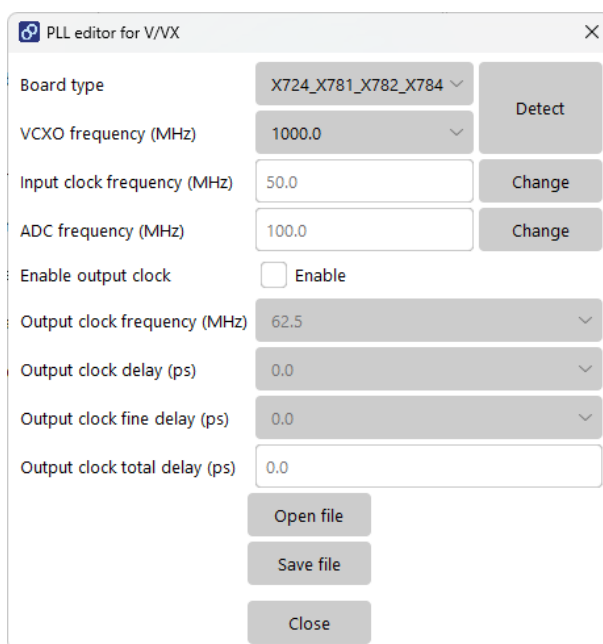 PLL editor for V/VX
Board type
X724_X781_X782_X784
Detect
VCXO frequency (MHz)
1000.0
Input clock frequency (MHz)
50.0
Change
ADC frequency (MHz)
100.0
Change
Enable output clock
Enable
Output clock frequency (MHz)
62.5
Output clock delay (ps)
0.0
Output clock fine delay (ps)
0.0
Output clock total delay (ps)
0.0
Open file
Save file
Close